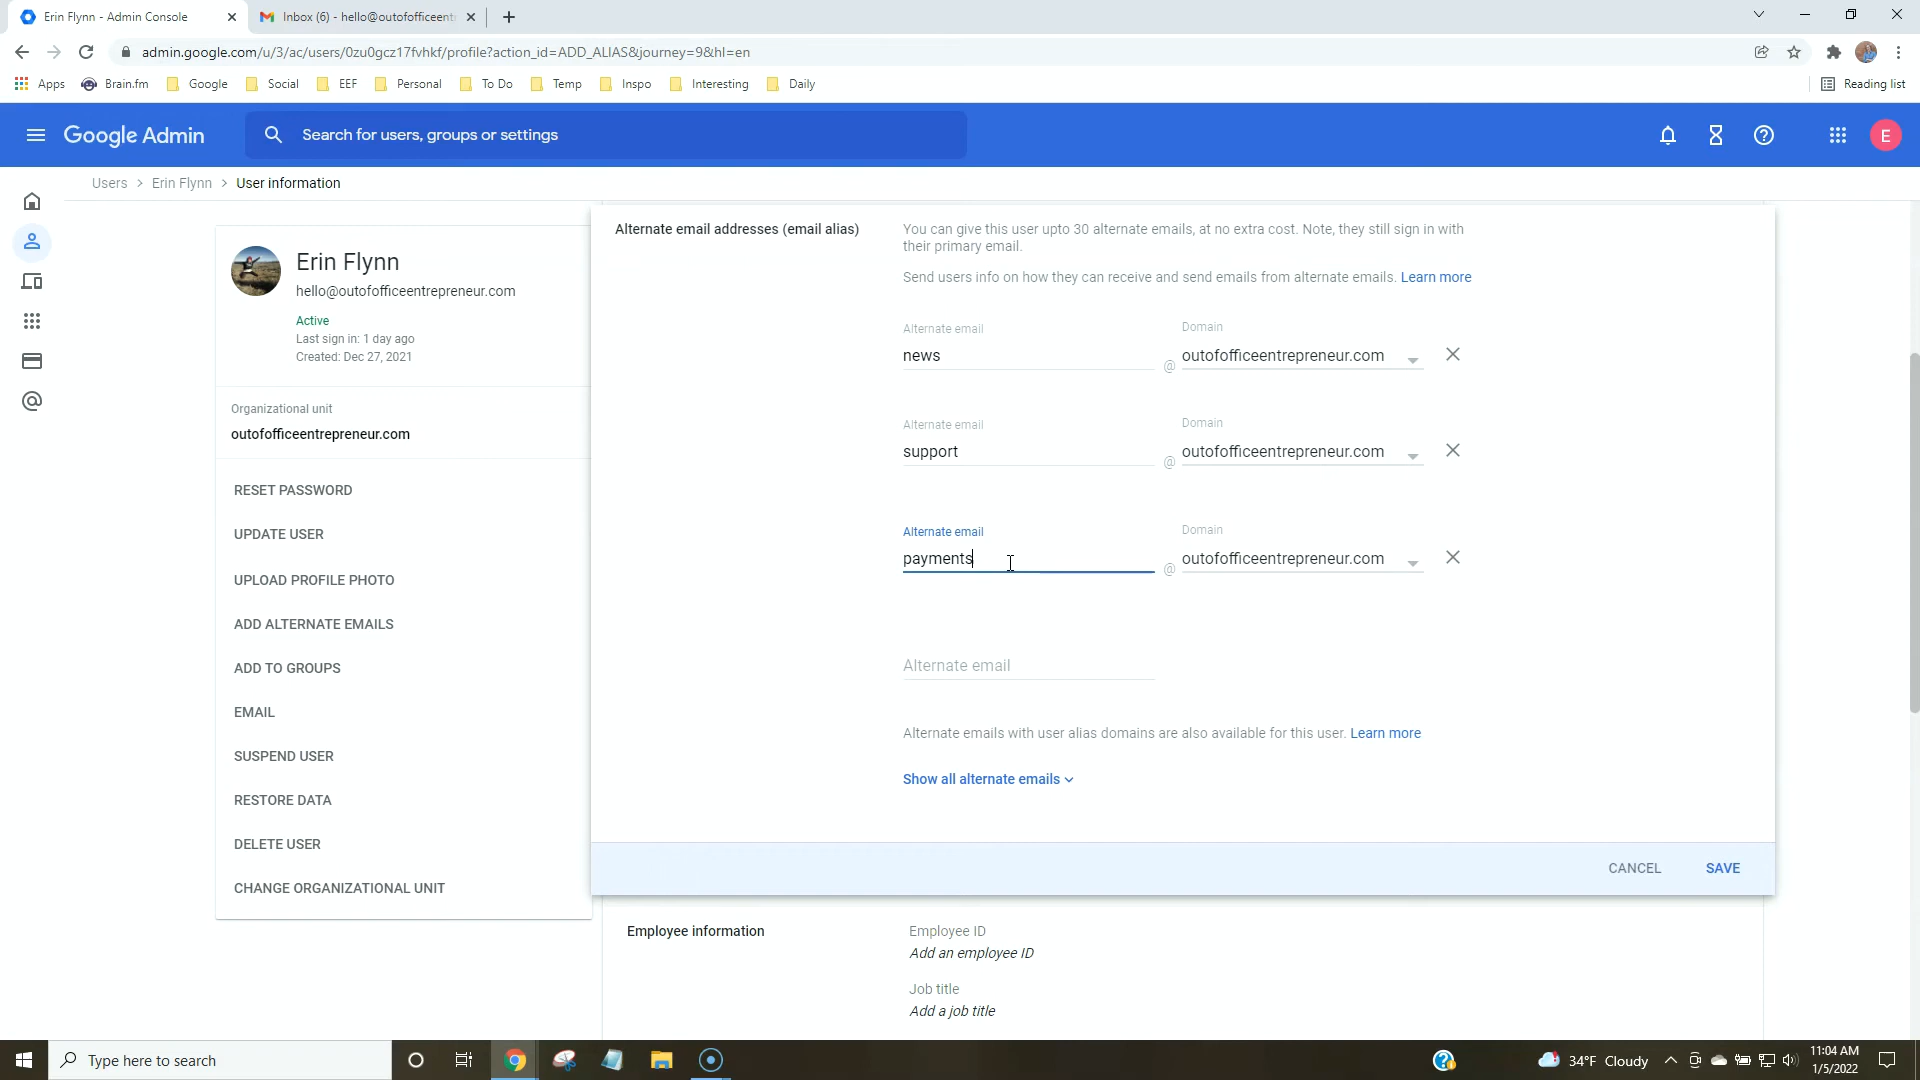 Erin Flynn - Admin Console
Inbox (6) - hello@outofofficeent
admin.google.com/u/3/ac/users/0zu0gcz17fvhkf/profile?action_id=ADD_ALIAS&journey=9&hl=en
Apps Brain.fm Google Social EEF Personal To Do Temp Inspo Interesting Daily Reading list
Google Admin Search for users, groups or settings E
Users > Erin Flynn > User information
Erin Flynn
hello@outofofficeentrepreneur.com
Active
Last sign in: 1 day ago
Created: Dec 27, 2021
Organizational unit
outofofficeentrepreneur.com
RESET PASSWORD
UPDATE USER
UPLOAD PROFILE PHOTO
ADD ALTERNATE EMAILS
ADD TO GROUPS
EMAIL
SUSPEND USER
RESTORE DATA
DELETE USER
CHANGE ORGANIZATIONAL UNIT
Alternate email addresses (email alias)
You can give this user upto 30 alternate emails, at no extra cost. Note, they still sign in with
their primary email.
Send users info on how they can receive and send emails from alternate emails. Learn more
Alternate email Domain
news @ outofofficeentrepreneur.com
Alternate email Domain
support @ outofofficeentrepreneur.com
Alternate email Domain
payments @ outofofficeentrepreneur.com
Alternate email
Alternate emails with user alias domains are also available for this user. Learn more
Show all alternate emails
CANCEL SAVE
Employee information
Employee ID
Add an employee ID
Job title
Add a job title
Type here to search
34°F Cloudy
11:04 AM
1/5/2022